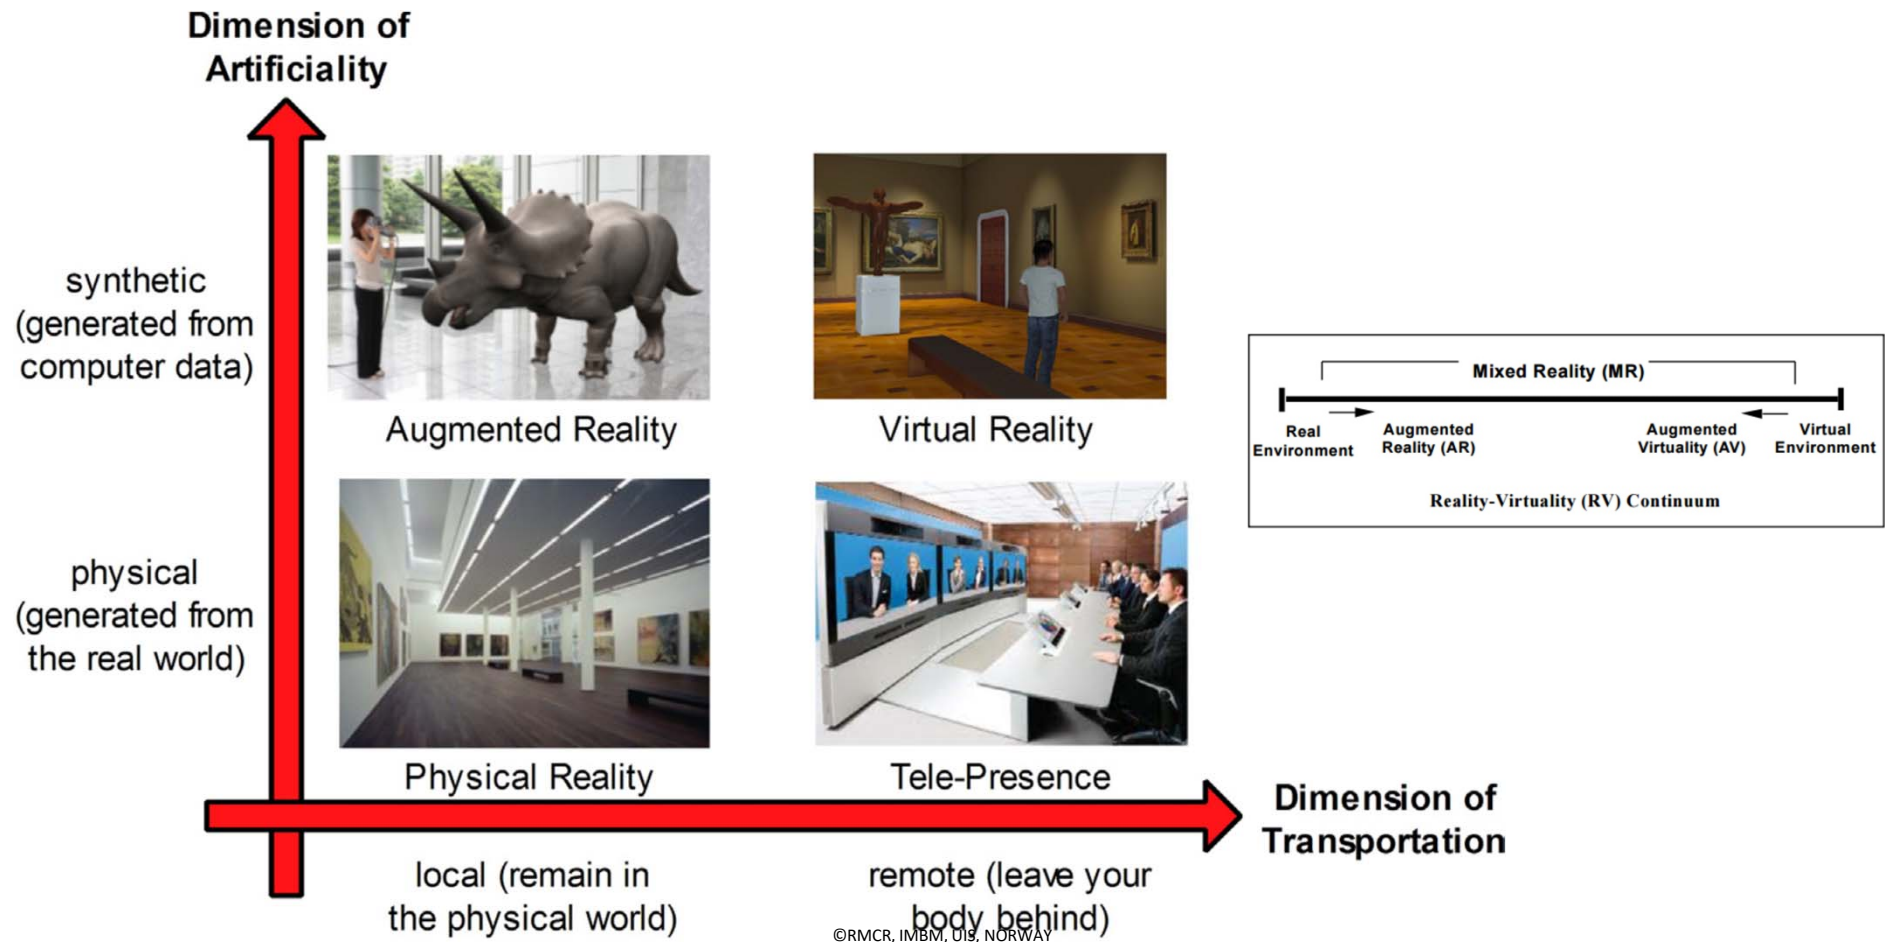 Dimension of
Artificiality
synthetic
(generated from
computer data)
Augmented Reality
Virtual Reality
Mixed Reality (MR)
Real
Environment
Augmented
Reality (AR)
Augmented
Virtuality (AV)
Virtual
Environment
Reality-Virtuality (RV) Continuum
physical
(generated from
the real world)
Physical Reality
Tele-Presence
Dimension of
Transportation
local (remain in
the physical world)
remote (leave your
body behind)
©RMCR, IMBM, UIS, NORWAY